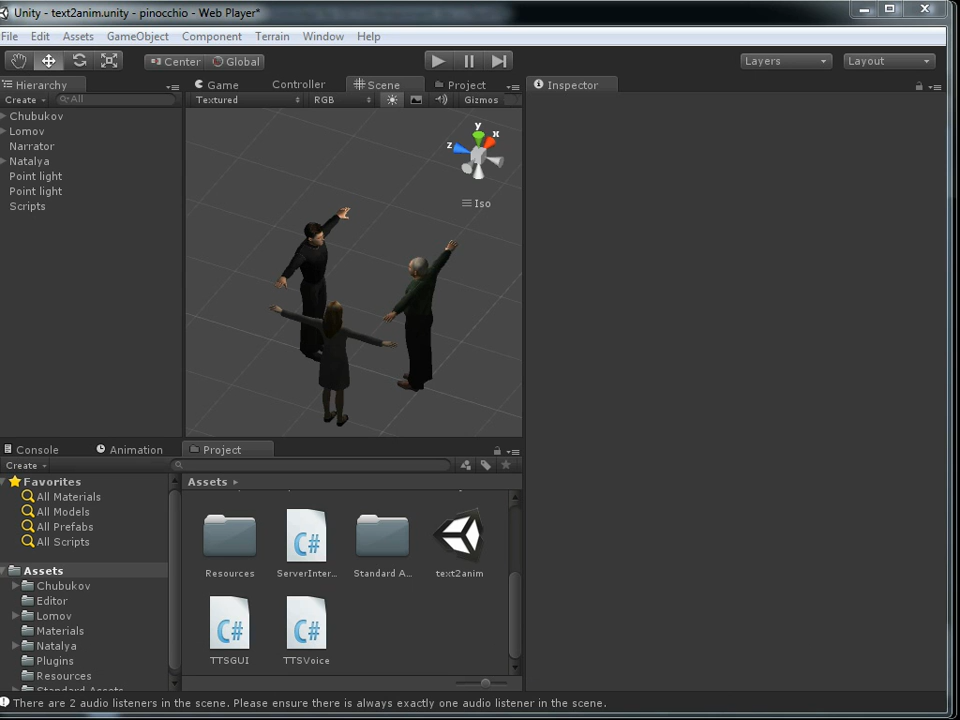 Unity - text2anim.unity - pinocchio - Web Player*
File Edit Assets GameObject Component Terrain Window Help
Center Global Layers Layout
Hierarchy Game Controller Scene Project Inspector
Create All Textured RGB Gizmos
Chubukov
Lomov
Narrator
Natalya
Point light
Point light
Scripts
y
x
z
Iso
Console Animation Project
Create
Favorites
All Materials
All Models
All Prefabs
All Scripts
Assets
Chubukov
Editor
Lomov
Materials
Natalya
Plugins
Resources
Standard Assets
Assets
C#
Resources ServerInter... Standard A... text2anim
C# C#
TTSGUI TTSVoice
There are 2 audio listeners in the scene. Please ensure there is always exactly one audio listener in the scene.